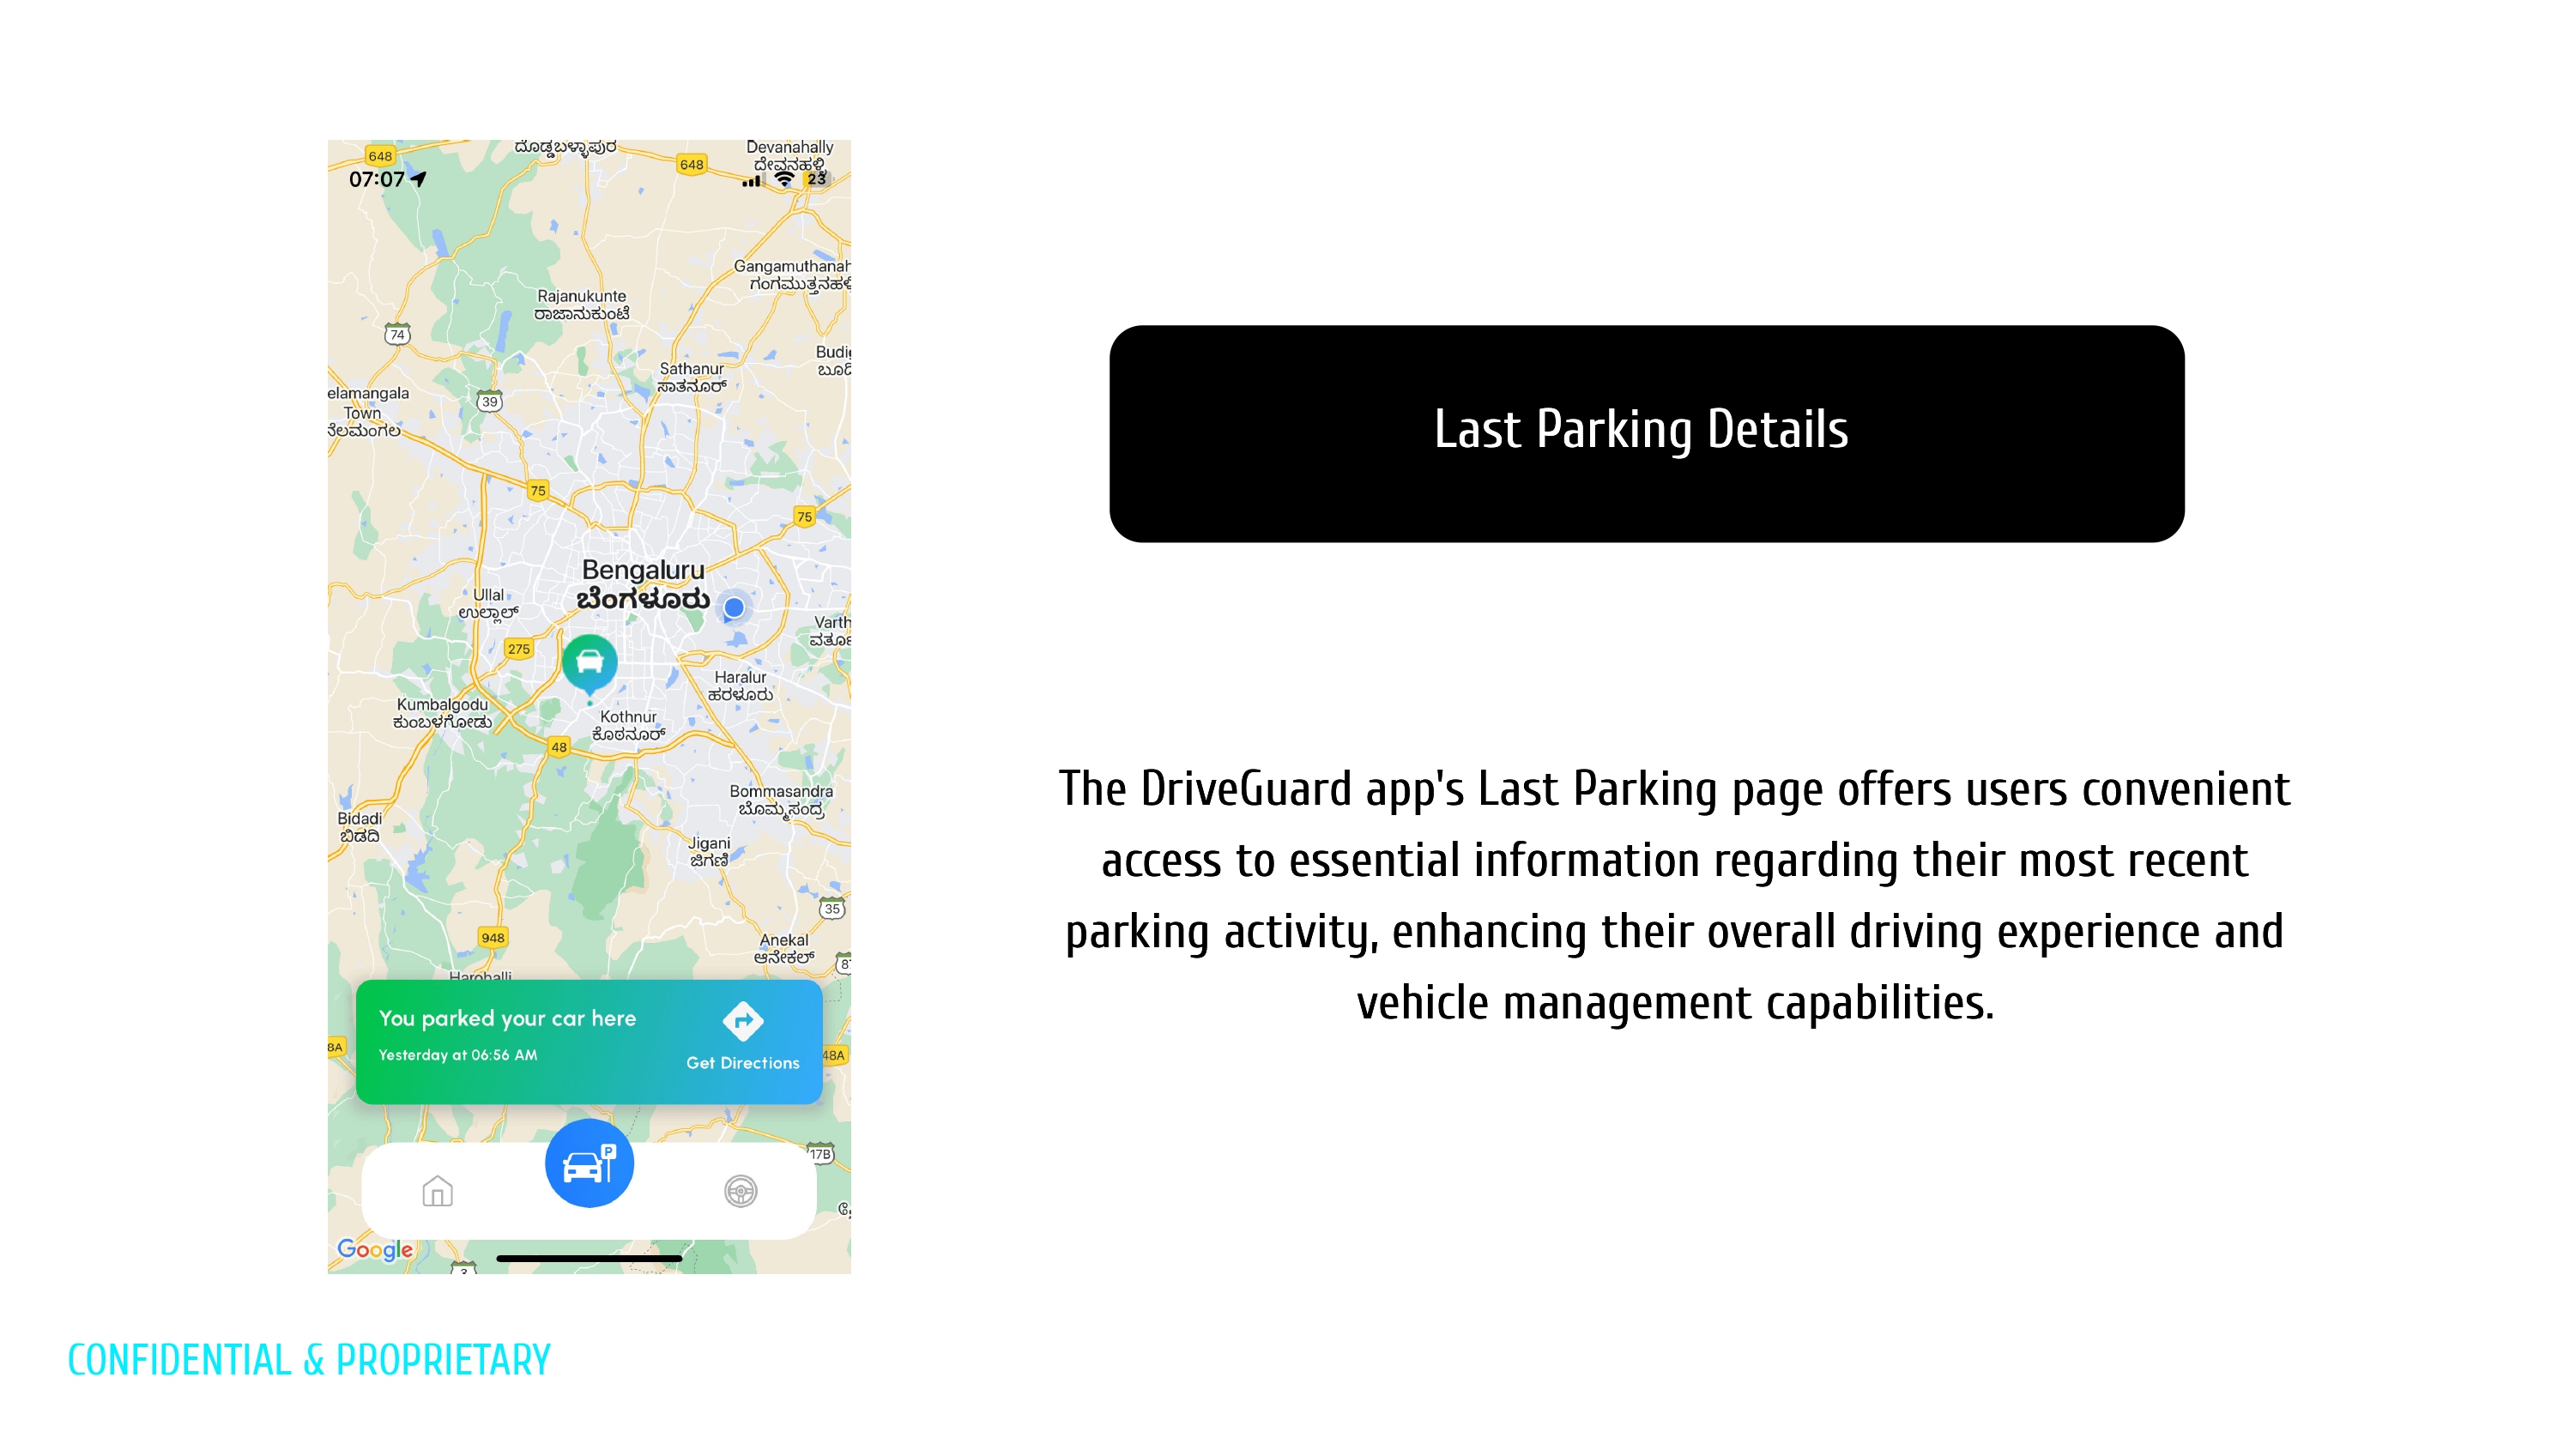 648
ದೊಡ್ಡಬಳ್ಳಾಪುರ
648
Devanahally
ದೇವನಹಳ್ಳಿ
07:07
23
Gangamuthanah
ಗಂಗಮುತ್ತನಹಳ್ಳಿ
Rajanukunte
ರಾಜಾನುಕುಂಟೆ
74
Budi
ಬೂದಿ
Sathanur
ಸಾತನೂರ್
elamangala
Town
ನೆಲಮಂಗಲ
39
75
75
Bengaluru
ಬೆಂಗಳೂರು
Ullal
ಉಲ್ಲಾಲ್
Varth
ವರ್ತೂ
275
Haralur
ಹರಳೂರು
Kumbalgodu
ಕುಂಬಳಗೋಡು
Kothnur
ಕೊಠನೂರ್
48
Bommasandra
ಬೊಮ್ಮಸಂದ್ರ
Bidadi
ಬಿಡದಿ
Jigani
ಜಿಗಣಿ
35
948
Anekal
ಆನೇಕಲ್
87
Harohalli
You parked your car here
Yesterday at 06:56 AM
Get Directions
8A
48A
P
17B
Google
3
Last Parking Details
The DriveGuard app's Last Parking page offers users convenient
access to essential information regarding their most recent
parking activity, enhancing their overall driving experience and
vehicle management capabilities.
CONFIDENTIAL & PROPRIETARY